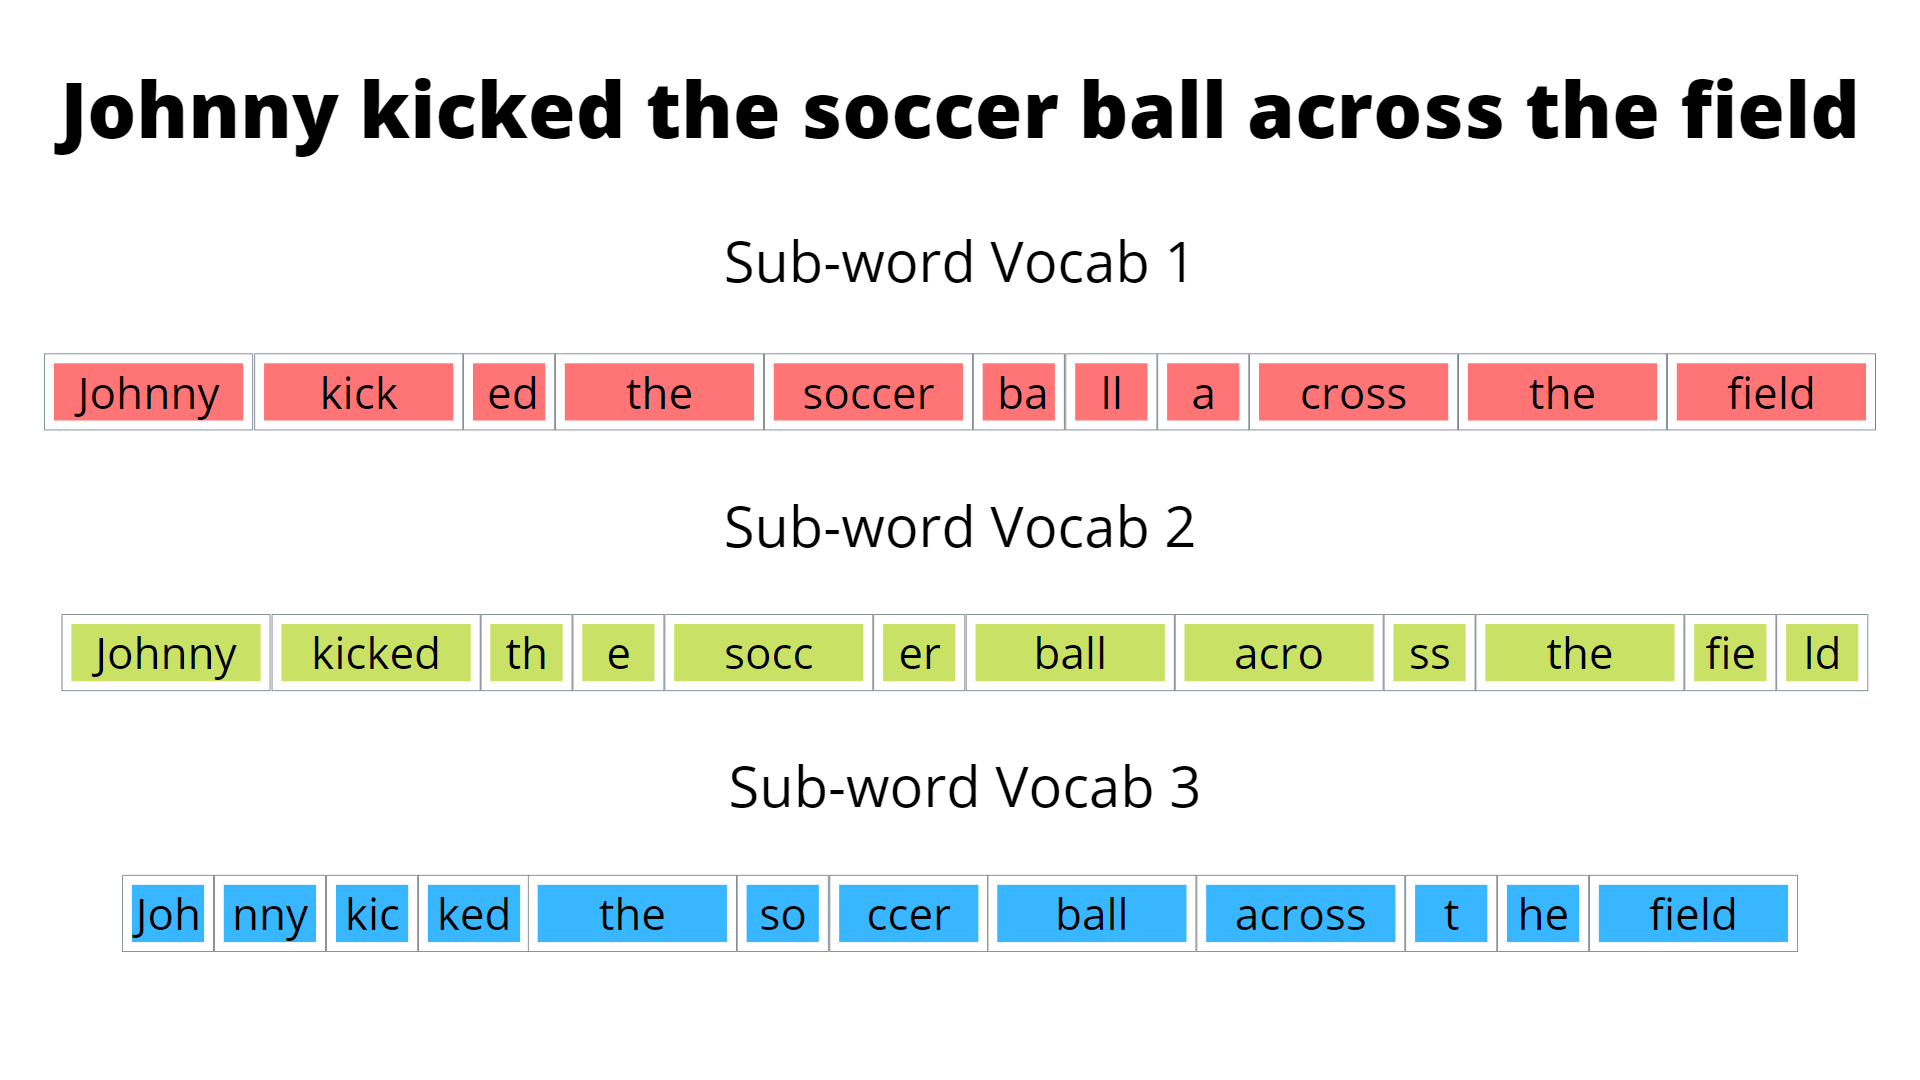 Johnny kicked the soccer ball across the field
Sub-word Vocab 1
Johnny kick ed the soccer ba ll a cross the field
Sub-word Vocab 2
Johnny kicked th e socc er ball acro ss the fie ld
Sub-word Vocab 3
Joh nny kic ked the so ccer ball across t he field